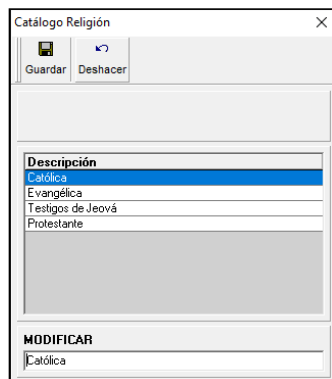 Catálogo Religión
Guardar Deshacer
Descripción
Católica
Evangélica
Testigos de Jeová
Protestante
MODIFICAR
Católica